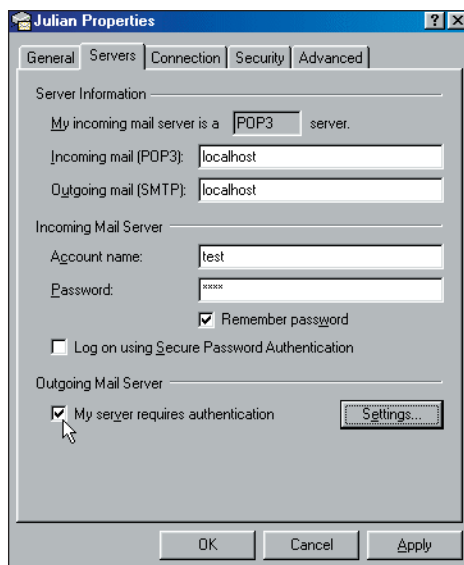 Julian Properties
General Servers Connection Security Advanced
Server Information
My incoming mail server is a POP3 server.
Incoming mail (POP3): localhost
Outgoing mail (SMTP): localhost
Incoming Mail Server
Account name: test
Password: ****
Remember password
Log on using Secure Password Authentication
Outgoing Mail Server
My server requires authentication Settings...
OK Cancel Apply